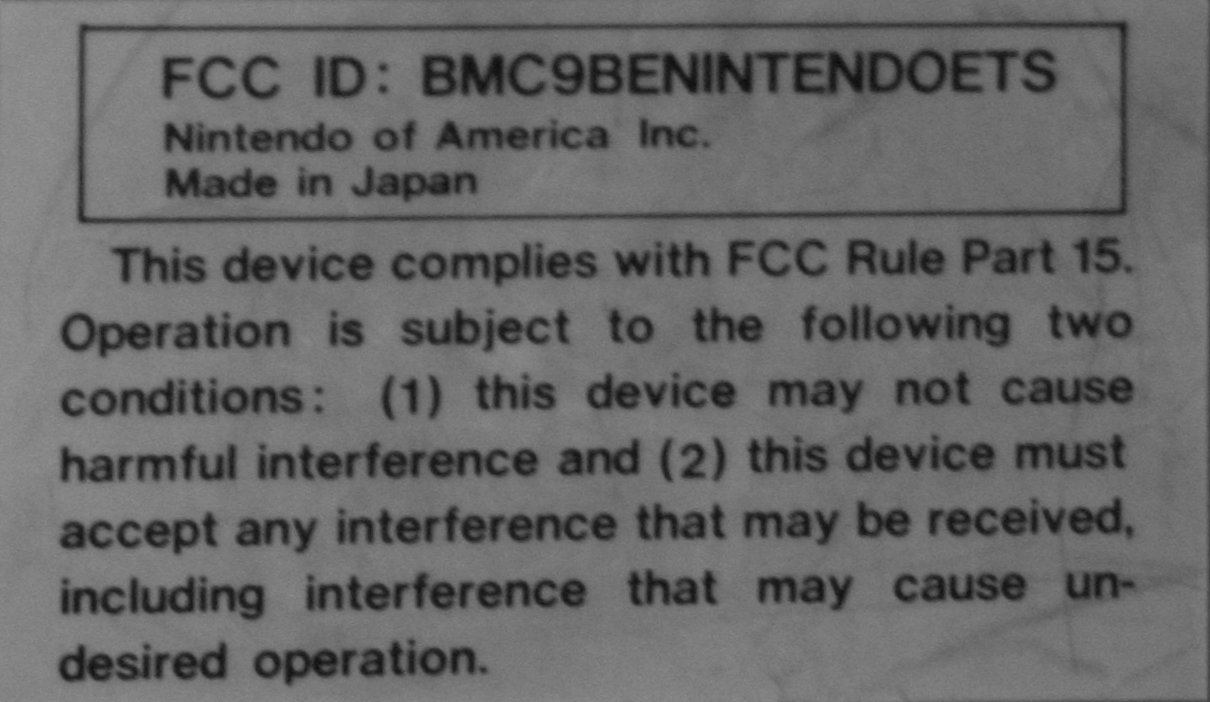 FCC ID: BMC9BENINTENDOETS
Nintendo of America Inc.
Made in Japan
This device complies with FCC Rule Part 15.
Operation is subject to the following two
conditions: (1) this device may not cause
harmful interference and (2) this device must
accept any interference that may be received,
including interference that may cause un-
desired operation.